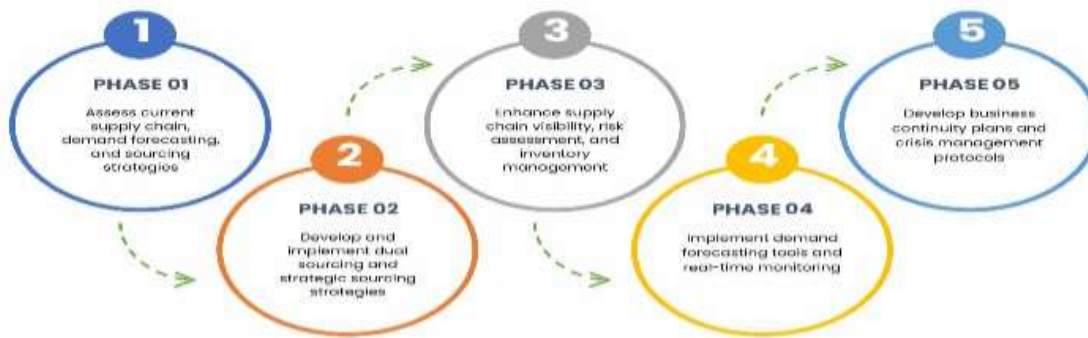 1
PHASE 01
Assess current
supply chain,
demand forecasting,
and sourcing
strategies
2
PHASE 02
Develop and
implement dual
sourcing and
strategic sourcing
strategies
3
PHASE 03
Enhance supply
chain visibility, risk
assessment, and
inventory
management
4
PHASE 04
Implement demand
forecasting tools and
real-time monitoring
5
PHASE 05
Develop business
continuity plans and
crisis management
protocols